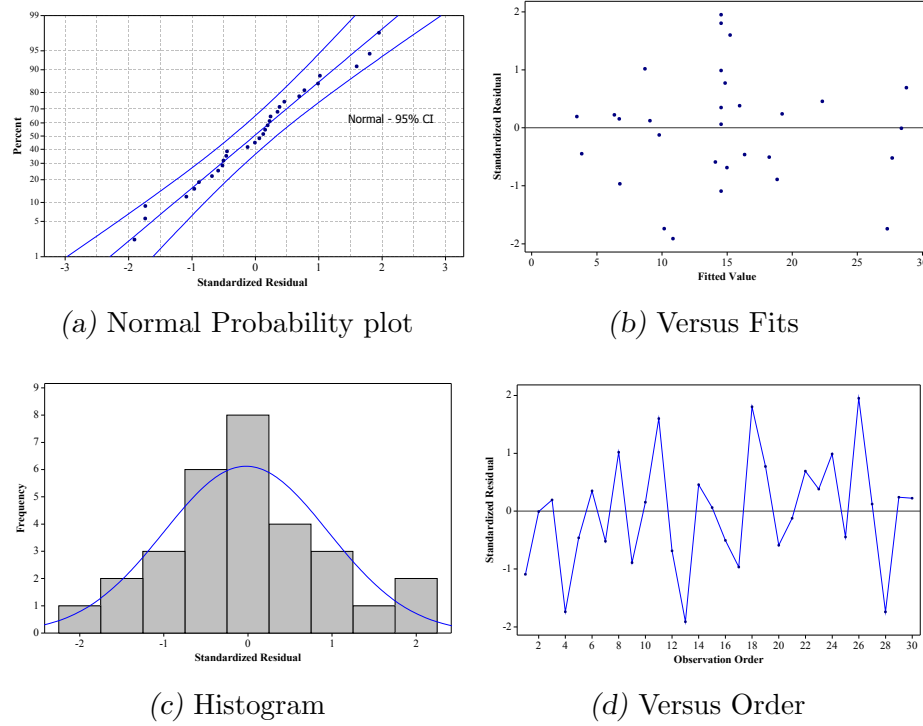 99
95
90
80
70
60
50
40
30
20
10
5
1
Percent
Normal - 95% CI
-3 -2 -1 0 1 2 3
Standardized Residual
(a) Normal Probability plot
2
1
0
-1
-2
Standardized Residual
0 5 10 15 20 25 30
Fitted Value
(b) Versus Fits
9
8
7
6
5
4
3
2
1
0
Frequency
-2 -1 0 1 2
Standardized Residual
(c) Histogram
2
1
0
-1
-2
Standardized Residual
2 4 6 8 10 12 14 16 18 20 22 24 26 28 30
Observation Order
(d) Versus Order